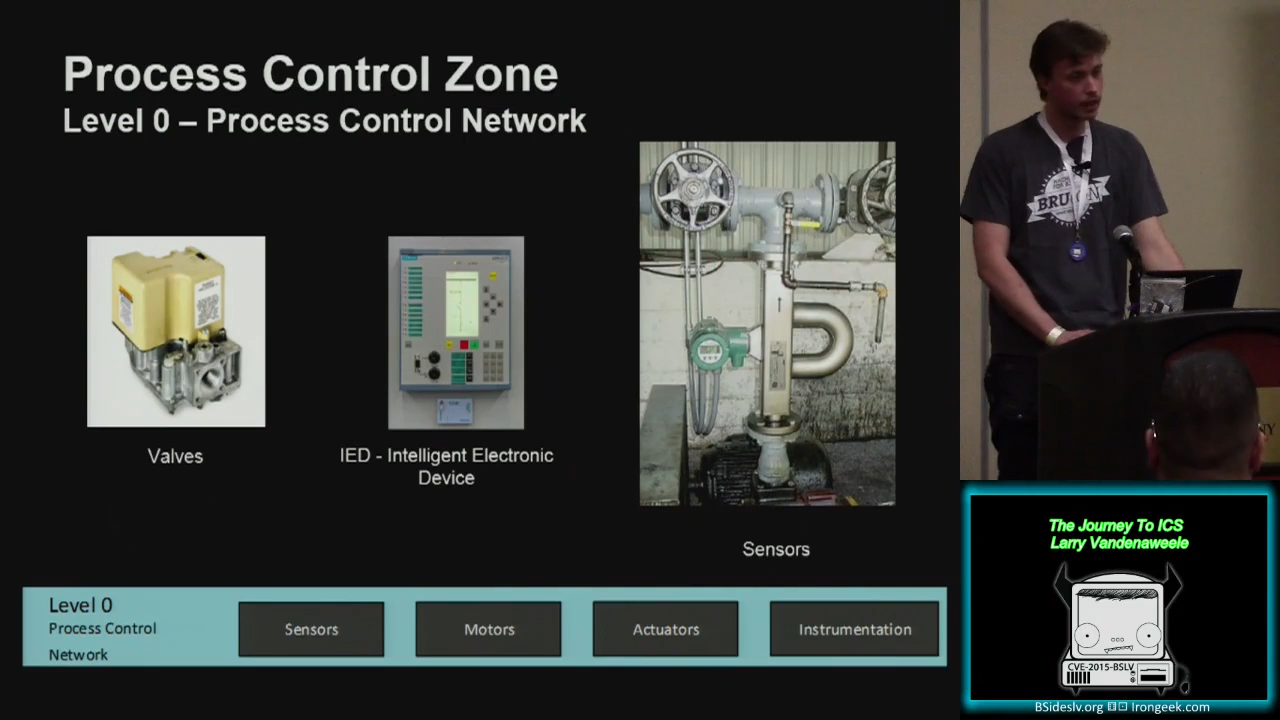 Process Control Zone
Level 0 – Process Control Network
Valves
IED - Intelligent Electronic
Device
Sensors
Level 0
Process Control
Network
Sensors
Motors
Actuators
Instrumentation
The Journey To ICS
Larry Vandenaweele
CVE-2015-BSLV
BSideslv.org
Irongeek.com